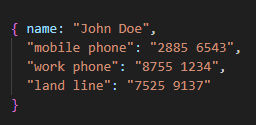 { name: "John Doe",
"mobile phone": "2885 6543",
"work phone": "8755 1234",
"land line": "7525 9137"
}